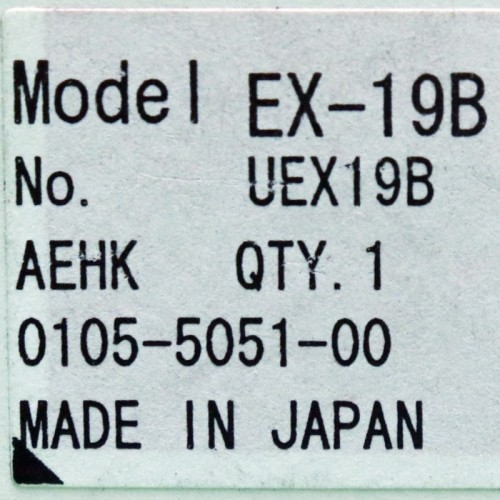 Model EX-19B
No. UEX19B
AEHK QTY. 1
0105-5051-00
MADE IN JAPAN